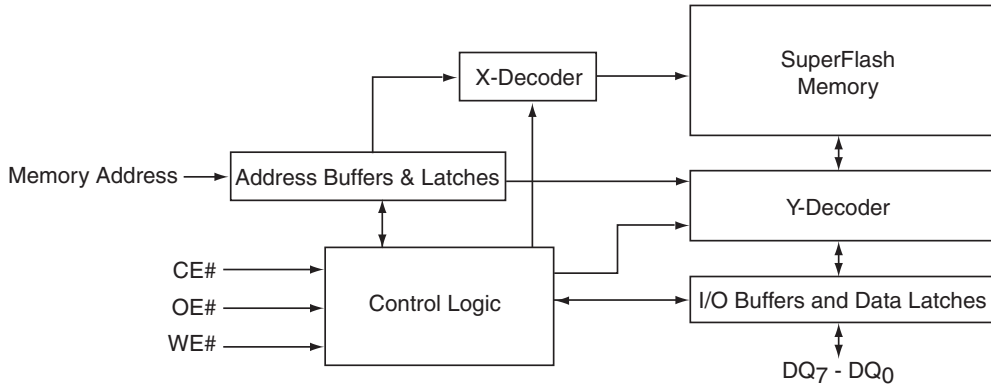 SuperFlash
Memory
X-Decoder
Memory Address
Address Buffers & Latches
Y-Decoder
CE#
OE#
WE#
Control Logic
I/O Buffers and Data Latches
DQ7 - DQ0